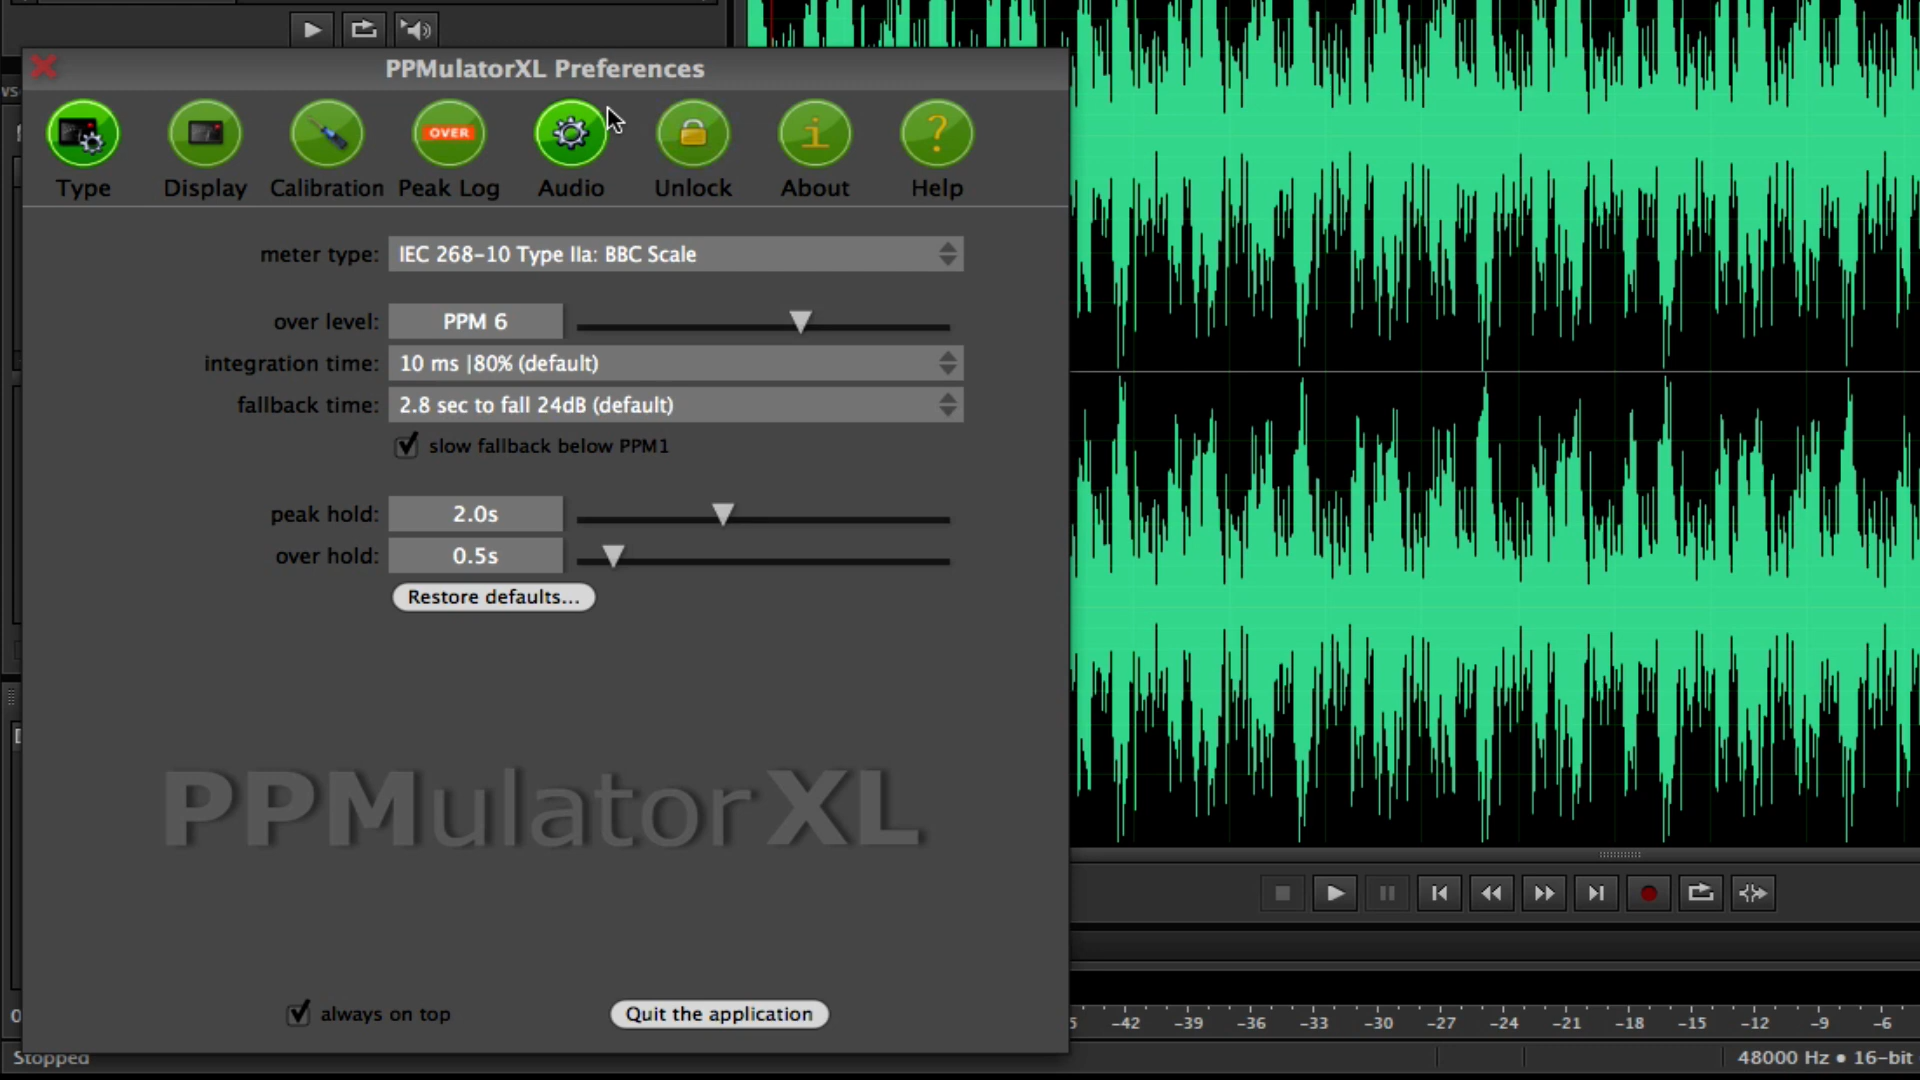 PPMulatorXL Preferences
OVER
Type Display Calibration Peak Log Audio Unlock About Help
meter type: IEC 268-10 Type IIa: BBC Scale
over level: PPM 6
integration time: 10 ms |80% (default)
fallback time: 2.8 sec to fall 24dB (default)
slow fallback below PPM1
peak hold: 2.0s
over hold: 0.5s
Restore defaults...
PPMulatorXL
always on top Quit the application
-42 -39 -36 -33 -30 -27 -24 -21 -18 -15 -12 -9 -6
Stopped 48000 Hz • 16-bit